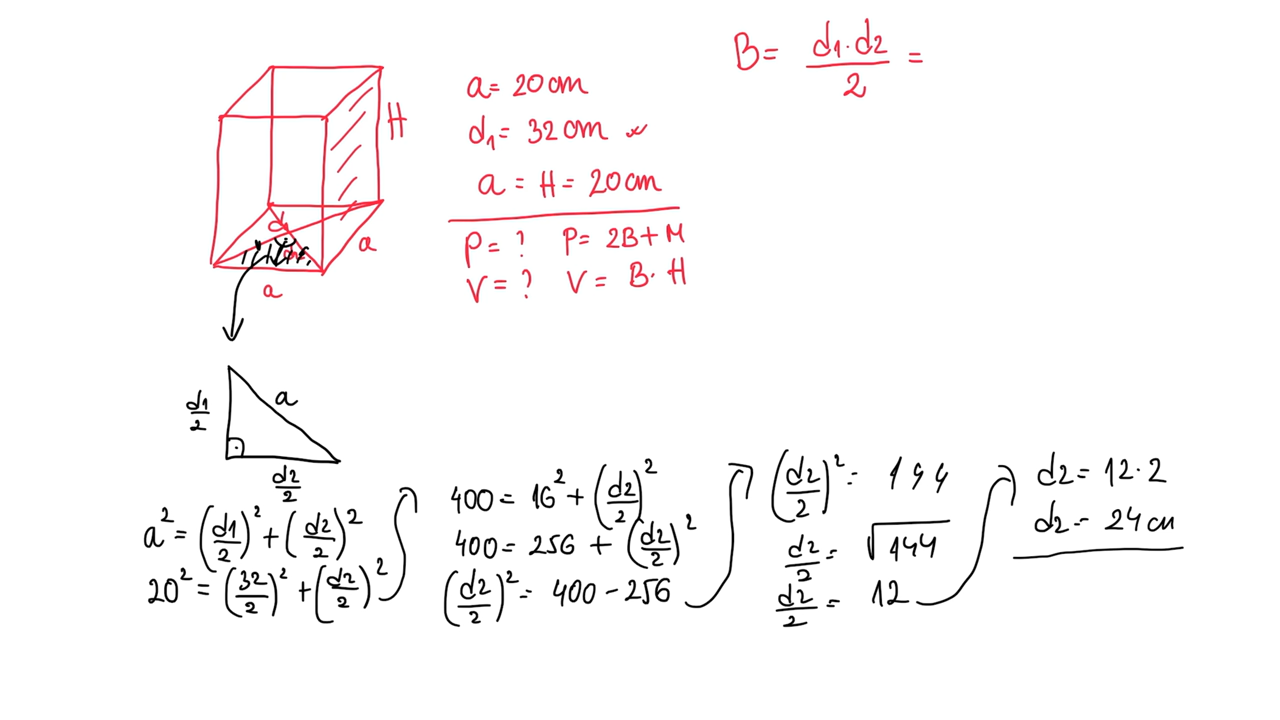 B = d1·d2/2 =
H
a = 20cm
d1 = 32cm
a = H = 20cm
P = ? P = 2B+M
V = ? V = B·H
d1
a
a
d1/2
a
d2/2
a² = (d1/2)² + (d2/2)²
20² = (32/2)² + (d2/2)²
400 = 16² + (d2/2)²
400 = 256 + (d2/2)²
(d2/2)² = 400 - 256
(d2/2)² = 144
d2/2 = √144
d2/2 = 12
d2 = 12·2
d2 = 24cm